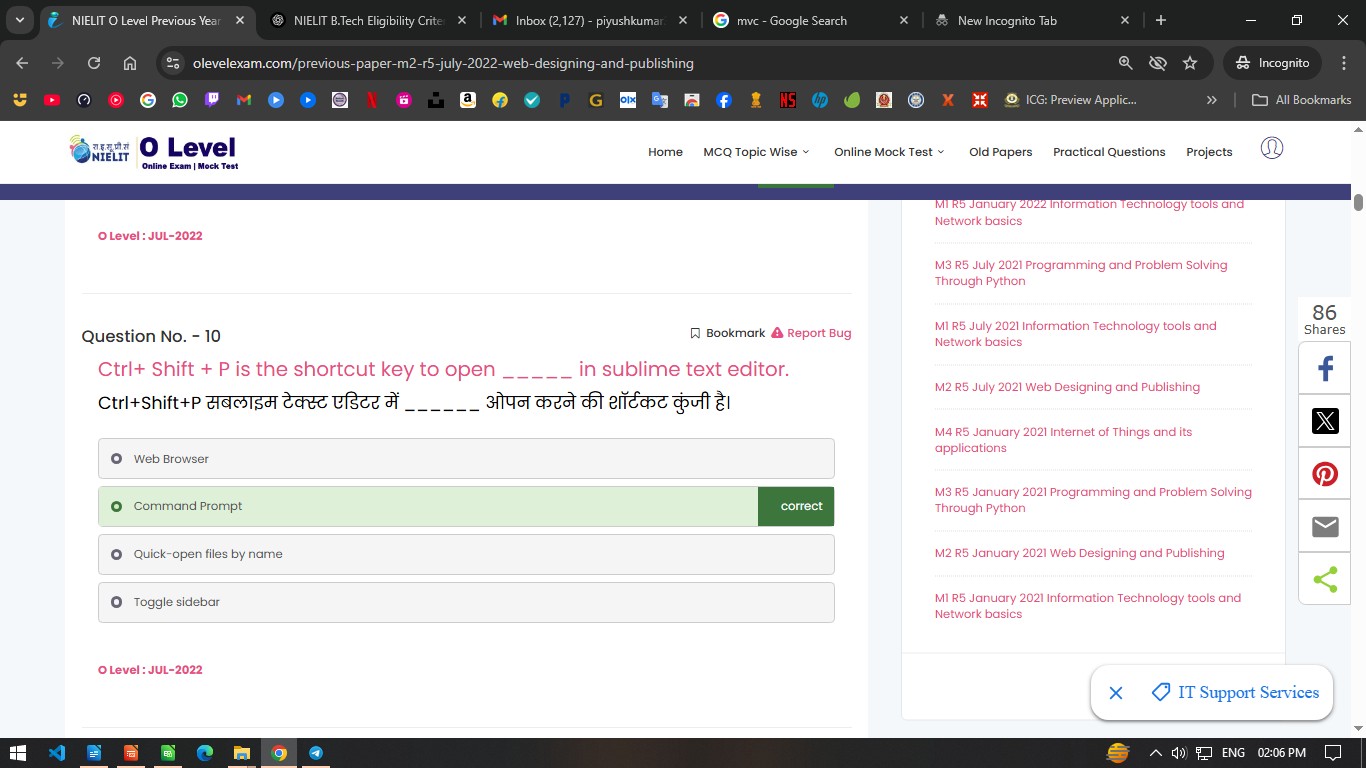 NIELIT O Level Previous Year
NIELIT B.Tech Eligibility Crite
Inbox (2,127) - piyushkumar
mvc - Google Search
New Incognito Tab
olevelexam.com/previous-paper-m2-r5-july-2022-web-designing-and-publishing
Incognito
ICG: Preview Applic...
All Bookmarks
रा.इ.सू.प्रौ.सं
NIELIT
O Level
Online Exam | Mock Test
Home
MCQ Topic Wise
Online Mock Test
Old Papers
Practical Questions
Projects
O Level : JUL-2022
Question No. - 10
Bookmark
Report Bug
Ctrl+ Shift + P is the shortcut key to open _____ in sublime text editor.
Ctrl+Shift+P सबलाइम टेक्स्ट एडिटर में ______ ओपन करने की शॉर्टकट कुंजी है।
Web Browser
Command Prompt
correct
Quick-open files by name
Toggle sidebar
O Level : JUL-2022
M1 R5 January 2022 Information Technology tools and
Network basics
M3 R5 July 2021 Programming and Problem Solving
Through Python
M1 R5 July 2021 Information Technology tools and
Network basics
M2 R5 July 2021 Web Designing and Publishing
M4 R5 January 2021 Internet of Things and its
applications
M3 R5 January 2021 Programming and Problem Solving
Through Python
M2 R5 January 2021 Web Designing and Publishing
M1 R5 January 2021 Information Technology tools and
Network basics
86
Shares
IT Support Services
ENG
02:06 PM